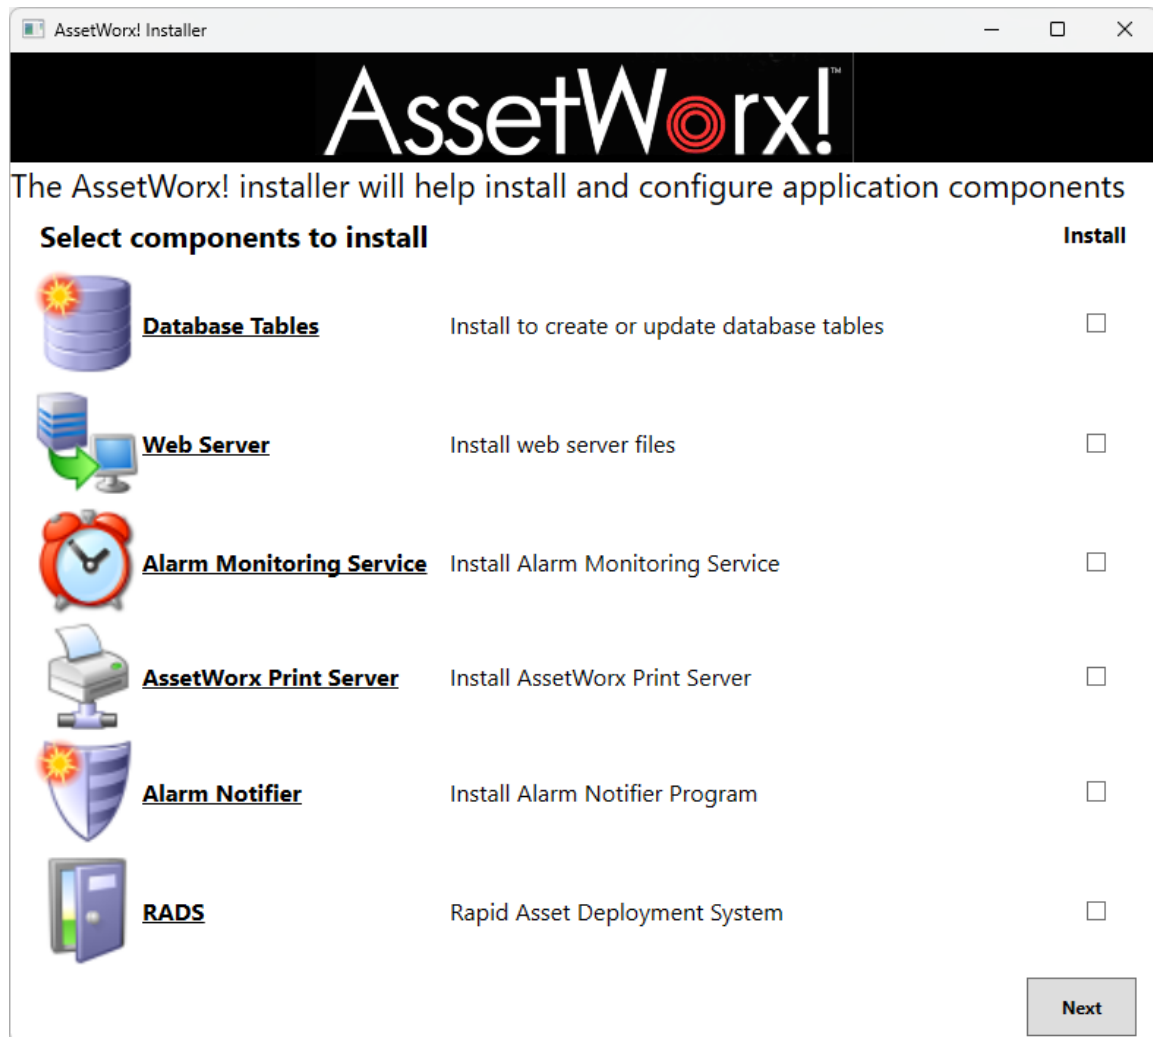 AssetWorx! Installer
AssetWorx!™
The AssetWorx! installer will help install and configure application components
Select components to install Install
Database Tables Install to create or update database tables
Web Server Install web server files
Alarm Monitoring Service Install Alarm Monitoring Service
AssetWorx Print Server Install AssetWorx Print Server
Alarm Notifier Install Alarm Notifier Program
RADS Rapid Asset Deployment System
Next